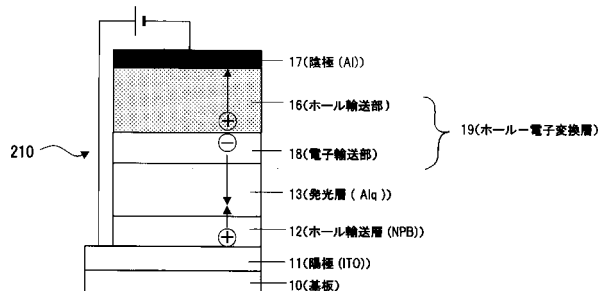 17(陰極(Al))
16(ホール輸送部)
19(ホールー電子変換層)
210
18(電子輸送部)
13(発光層(Alq))
12(ホール輸送層(NPB))
11(陽極(ITO))
10(基板)